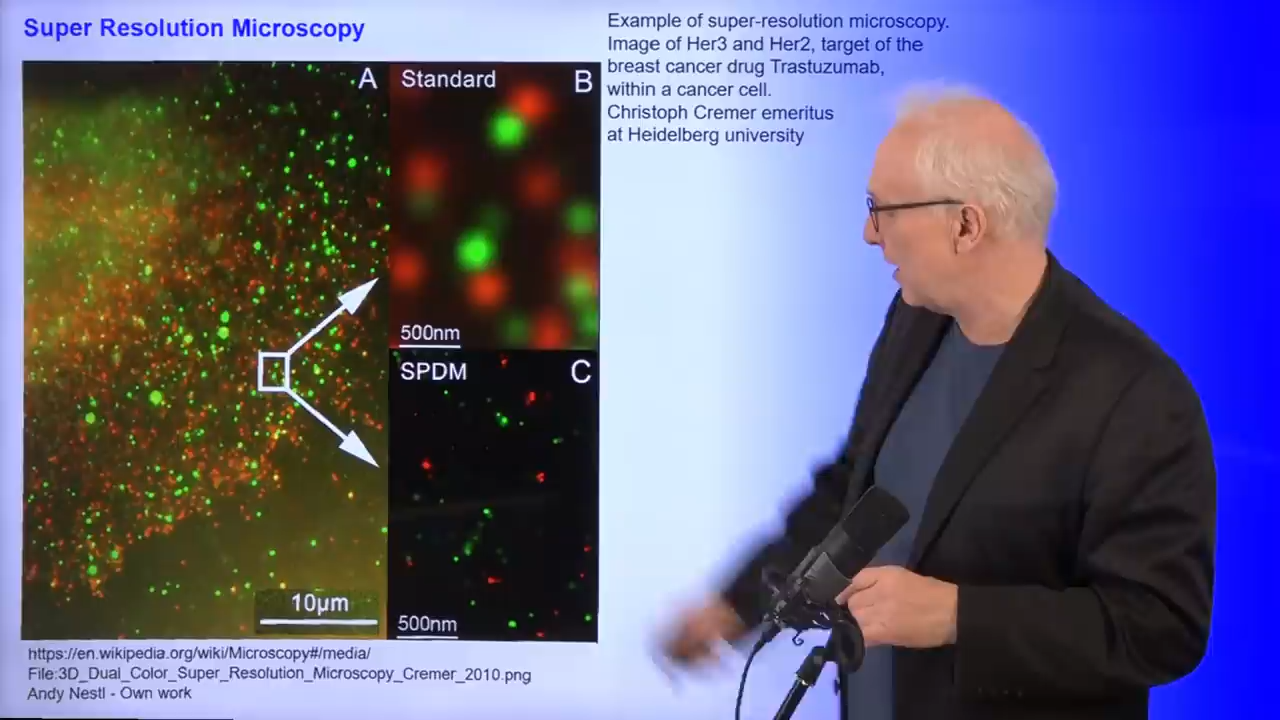 Super Resolution Microscopy
Example of super-resolution microscopy.
Image of Her3 and Her2, target of the
breast cancer drug Trastuzumab,
within a cancer cell.
Christoph Cremer emeritus
at Heidelberg university
A
Standard
B
500nm
SPDM
C
500nm
10µm
https://en.wikipedia.org/wiki/Microscopy#/media/
File:3D_Dual_Color_Super_Resolution_Microscopy_Cremer_2010.png
Andy Nestl - Own work